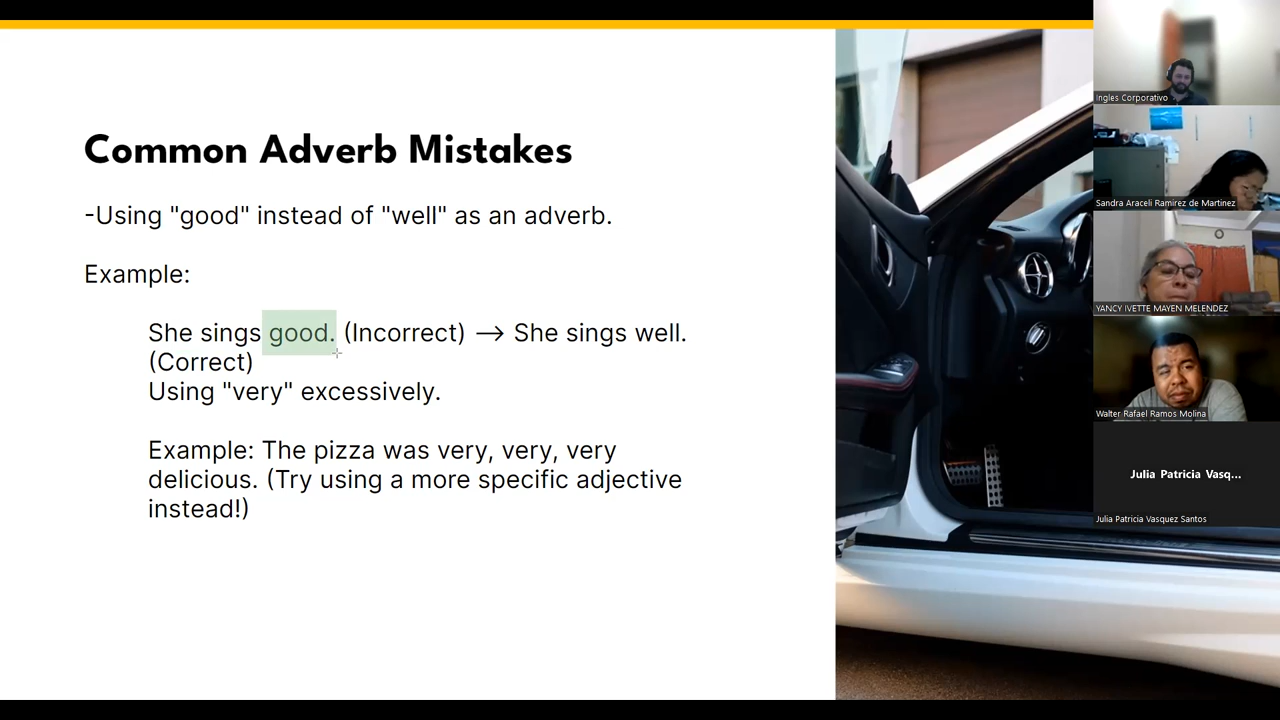 Common Adverb Mistakes
-Using "good" instead of "well" as an adverb.
Example:
She sings good. (Incorrect) --> She sings well.
(Correct)
Using "very" excessively.
Example: The pizza was very, very, very
delicious. (Try using a more specific adjective
instead!)
Ingles Corporativo
Sandra Araceli Ramirez de Martinez
YANCY IVETTE MAYEN MELENDEZ
Walter Rafael Ramos Molina
Julia Patricia Vasq...
Julia Patricia Vasquez Santos